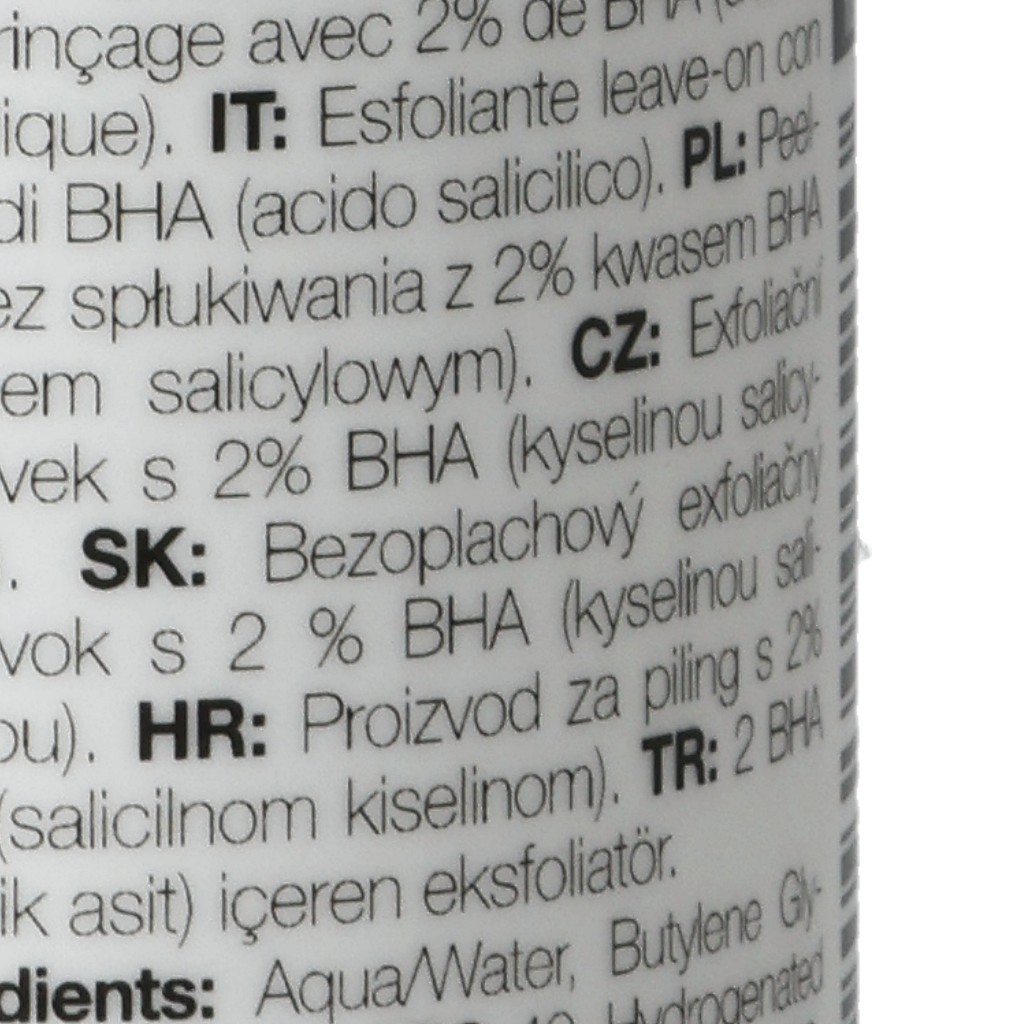 rinçage avec 2% de BHA
ique). IT: Esfoliante leave-on con
di BHA (acido salicilico). PL: Peel-
ez spłukiwania z 2% kwasem BHA
em salicylowym). CZ: Exfoliační
vek s 2% BHA (kyselinou salicy-
. SK: Bezoplachový exfoliačný
vok s 2 % BHA (kyselinou sali-
ou). HR: Proizvod za piling s 2%
(salicilnom kiselinom). TR: 2 BHA
ik asit) içeren eksfoliatör.
dients: Aqua/Water, Butylene Gly-
Hydrogenated